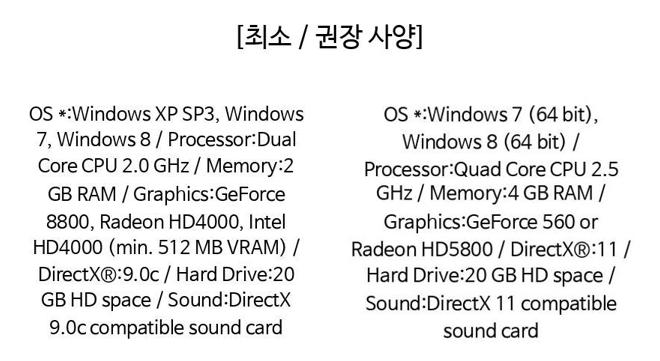 [최소 / 권장 사양]
OS *:Windows XP SP3, Windows
7, Windows 8 / Processor:Dual
Core CPU 2.0 GHz / Memory:2
GB RAM / Graphics:GeForce
8800, Radeon HD4000, Intel
HD4000 (min. 512 MB VRAM) /
DirectX®:9.0c / Hard Drive:20
GB HD space / Sound:DirectX
9.0c compatible sound card
OS *:Windows 7 (64 bit),
Windows 8 (64 bit) /
Processor:Quad Core CPU 2.5
GHz / Memory:4 GB RAM /
Graphics:GeForce 560 or
Radeon HD5800 / DirectX®:11 /
Hard Drive:20 GB HD space /
Sound:DirectX 11 compatible
sound card